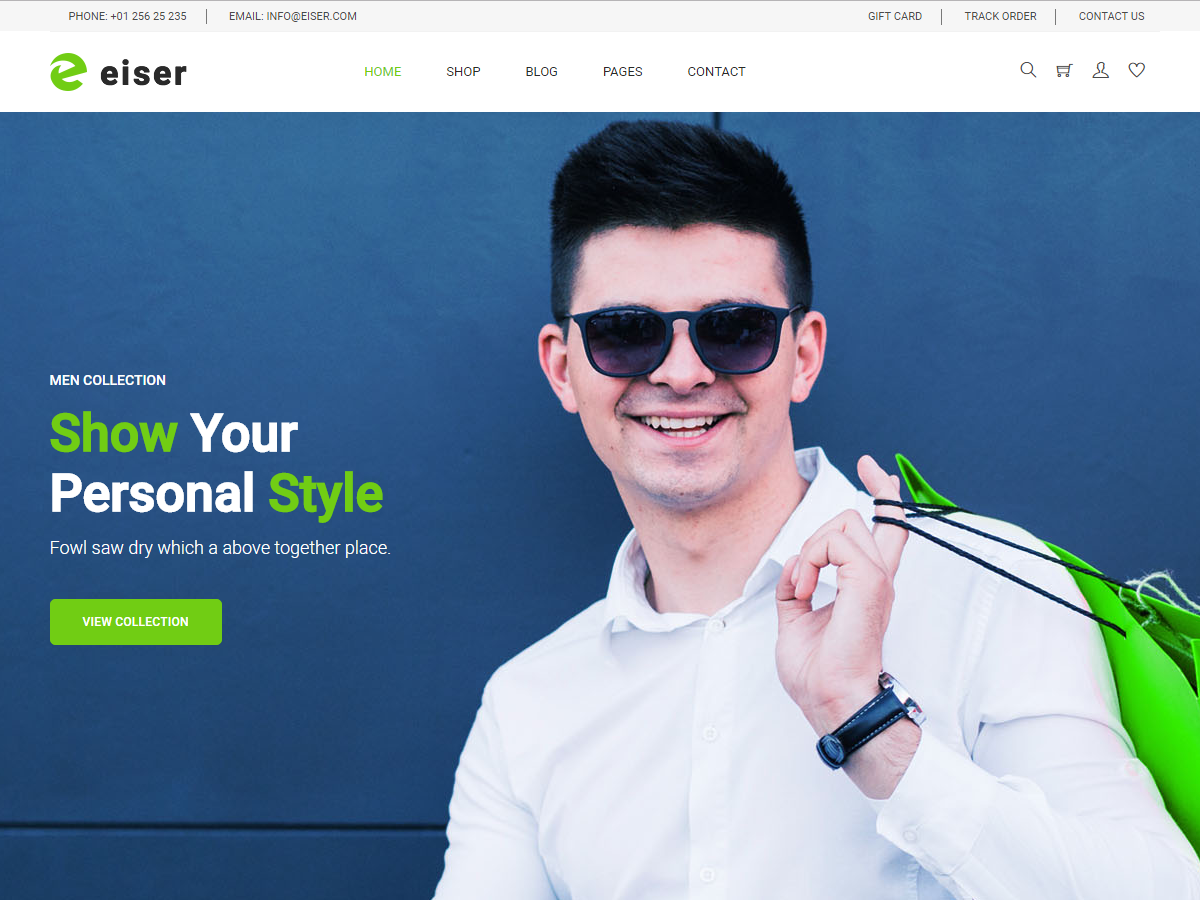 PHONE: +01 256 25 235
EMAIL: INFO@EISER.COM
GIFT CARD
TRACK ORDER
CONTACT US
eiser
HOME
SHOP
BLOG
PAGES
CONTACT
MEN COLLECTION
Show Your
Personal Style
Fowl saw dry which a above together place.
VIEW COLLECTION